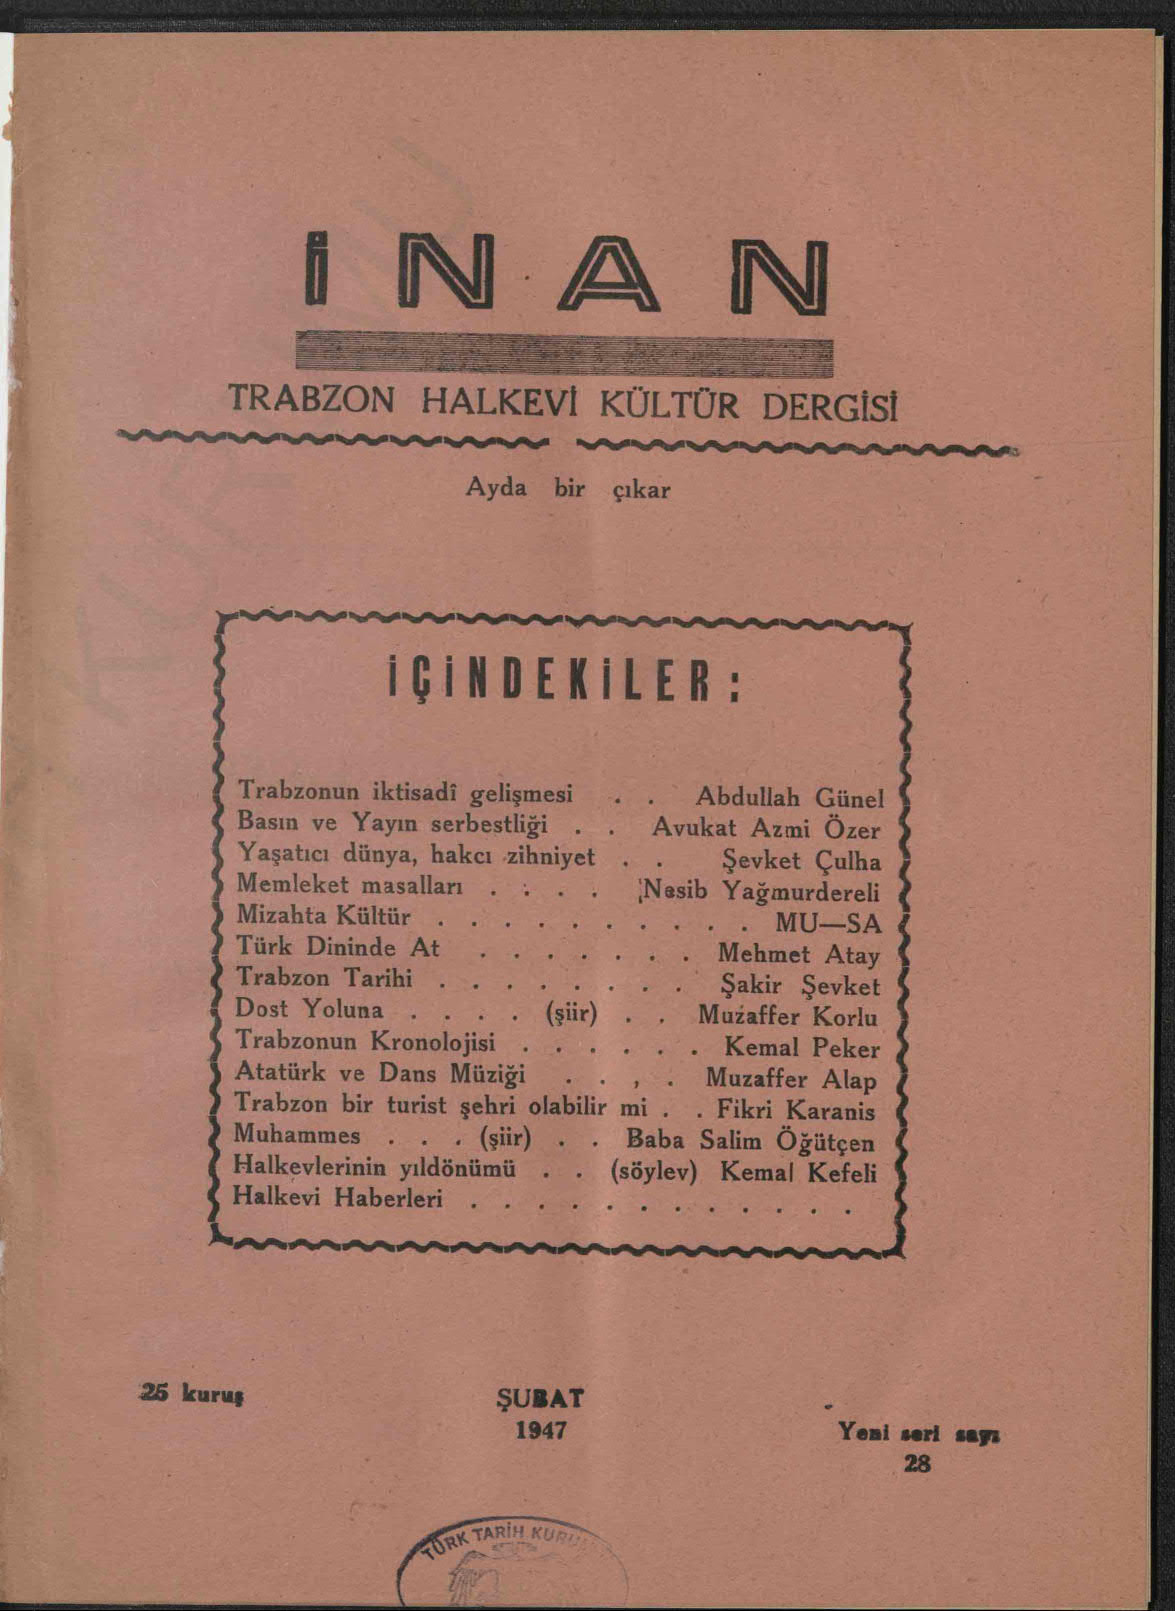 İNAN
TRABZON HALKEVİ KÜLTÜR DERGİSİ
Ayda bir çıkar
İÇİNDEKİLER :
Trabzonun iktisadî gelişmesi . . Abdullah Günel
Basın ve Yayın serbestliği . . Avukat Azmi Özer
Yaşatıcı dünya, hakcı zihniyet . . Şevket Çulha
Memleket masalları . . . . Nesib Yağmurdereli
Mizahta Kültür . . . . . . . . . . MU—SA
Türk Dininde At . . . . . . . Mehmet Atay
Trabzon Tarihi . . . . . . . . Şakir Şevket
Dost Yoluna . . . . (şiir) . . Muzaffer Korlu
Trabzonun Kronolojisi . . . . . . Kemal Peker
Atatürk ve Dans Müziği . . , . Muzaffer Alap
Trabzon bir turist şehri olabilir mi . . Fikri Karanis
Muhammes . . . (şiir) . . Baba Salim Öğütçen
Halkevlerinin yıldönümü . . (söylev) Kemal Kefeli
Halkevi Haberleri . . . . . . . . . . . .
25 kuruş
ŞUBAT
1947
Yeni seri sayı
28
TÜRK TARİH